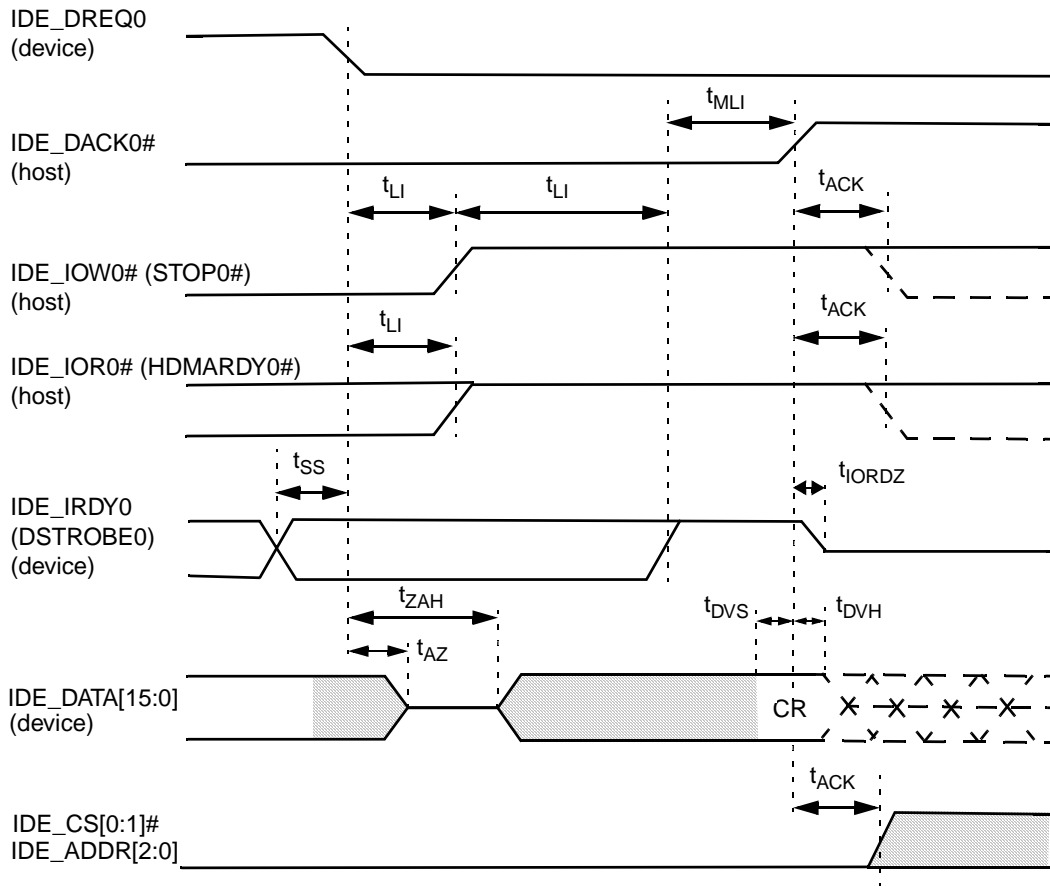 IDE_DREQ0
(device)
tMLI
IDE_DACK0#
(host)
tLI
tLI
tACK
IDE_IOW0# (STOP0#)
(host)
tLI
tACK
IDE_IOR0# (HDMARDY0#)
(host)
tSS
tIORDZ
IDE_IRDY0
(DSTROBE0)
(device)
tZAH
tDVS
tDVH
tAZ
IDE_DATA[15:0]
(device)
CR
tACK
IDE_CS[0:1]#
IDE_ADDR[2:0]